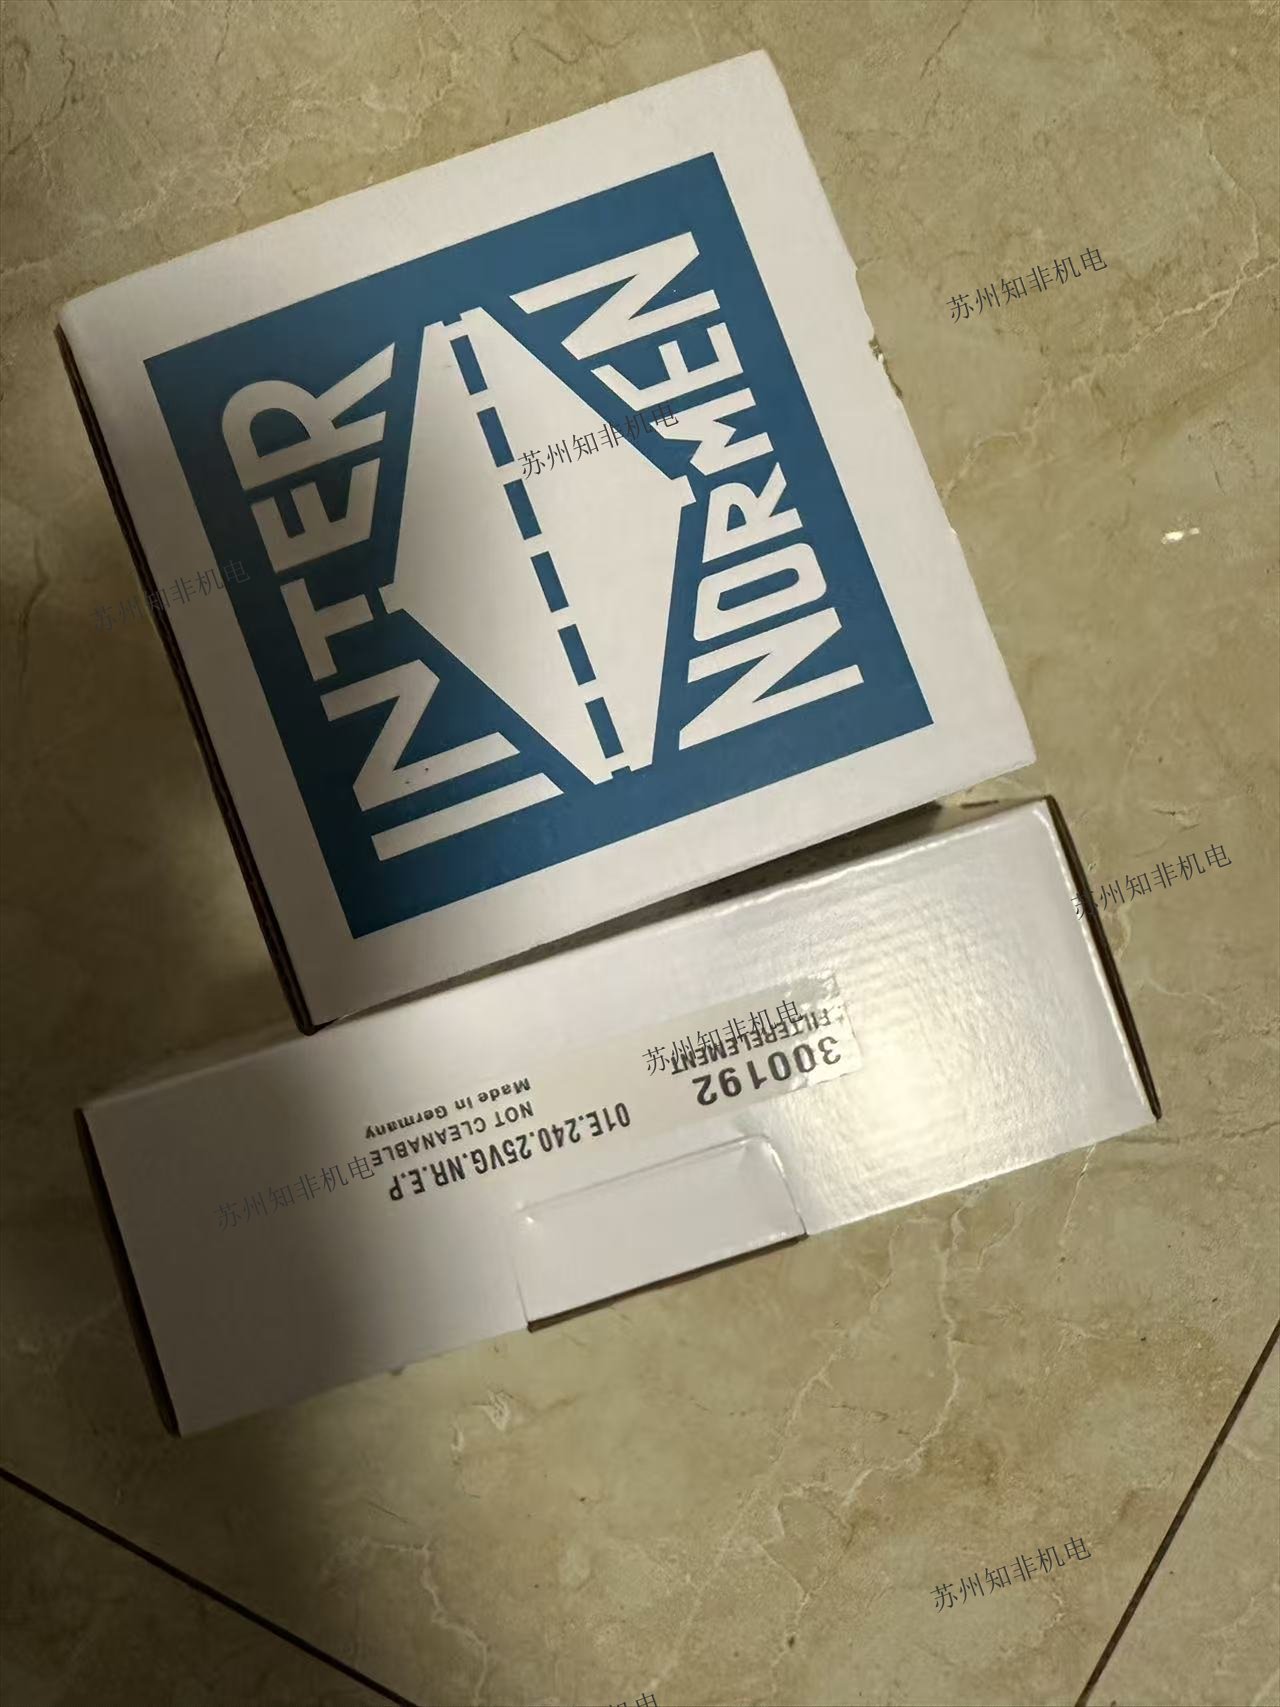 INTER
NORMEN
300192
FILTERELEMENT
01E.240.25VG.NR.E.P
NOT CLEANABLE
Made in Germany
苏州知非机电
苏州知非机电
苏州知非机电
苏州知非机电
苏州知非机电
苏州知非机电
苏州知非机电
机电